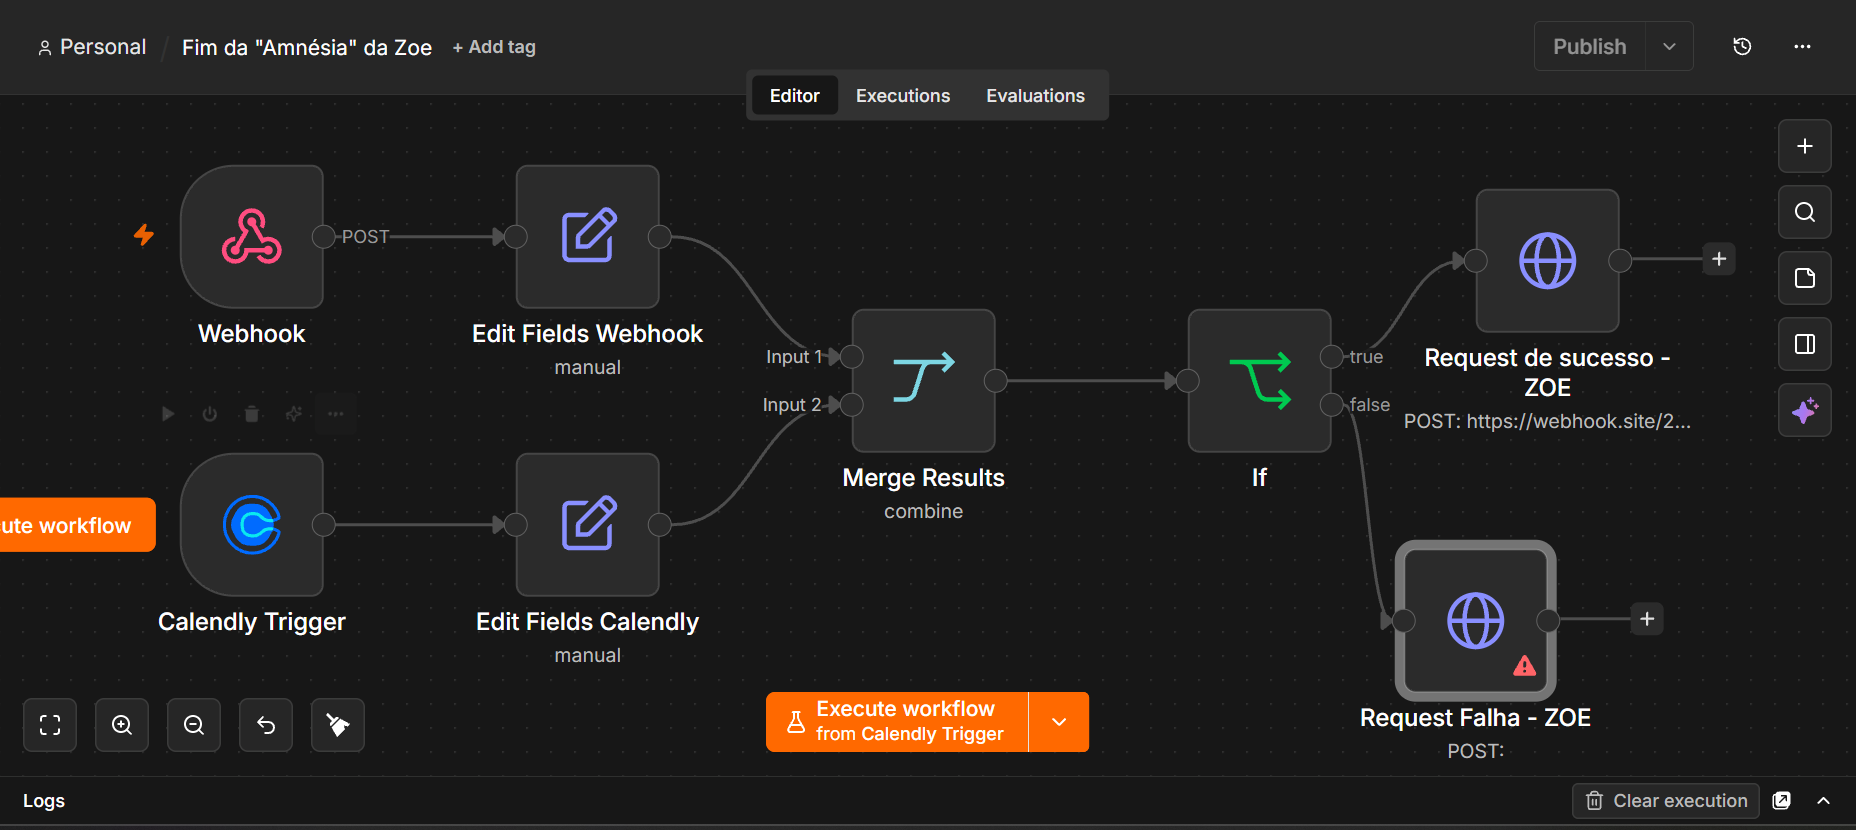 Personal / Fim da "Amnésia" da Zoe + Add tag
Publish
Editor Executions Evaluations
POST
Webhook
Edit Fields Webhook
manual
Input 1
Input 2
Merge Results
combine
true
false
If
Request de sucesso -
ZOE
POST: https://webhook.site/2...
cute workflow
Calendly Trigger
Edit Fields Calendly
manual
Request Falha - ZOE
POST:
Execute workflow
from Calendly Trigger
Logs
Clear execution